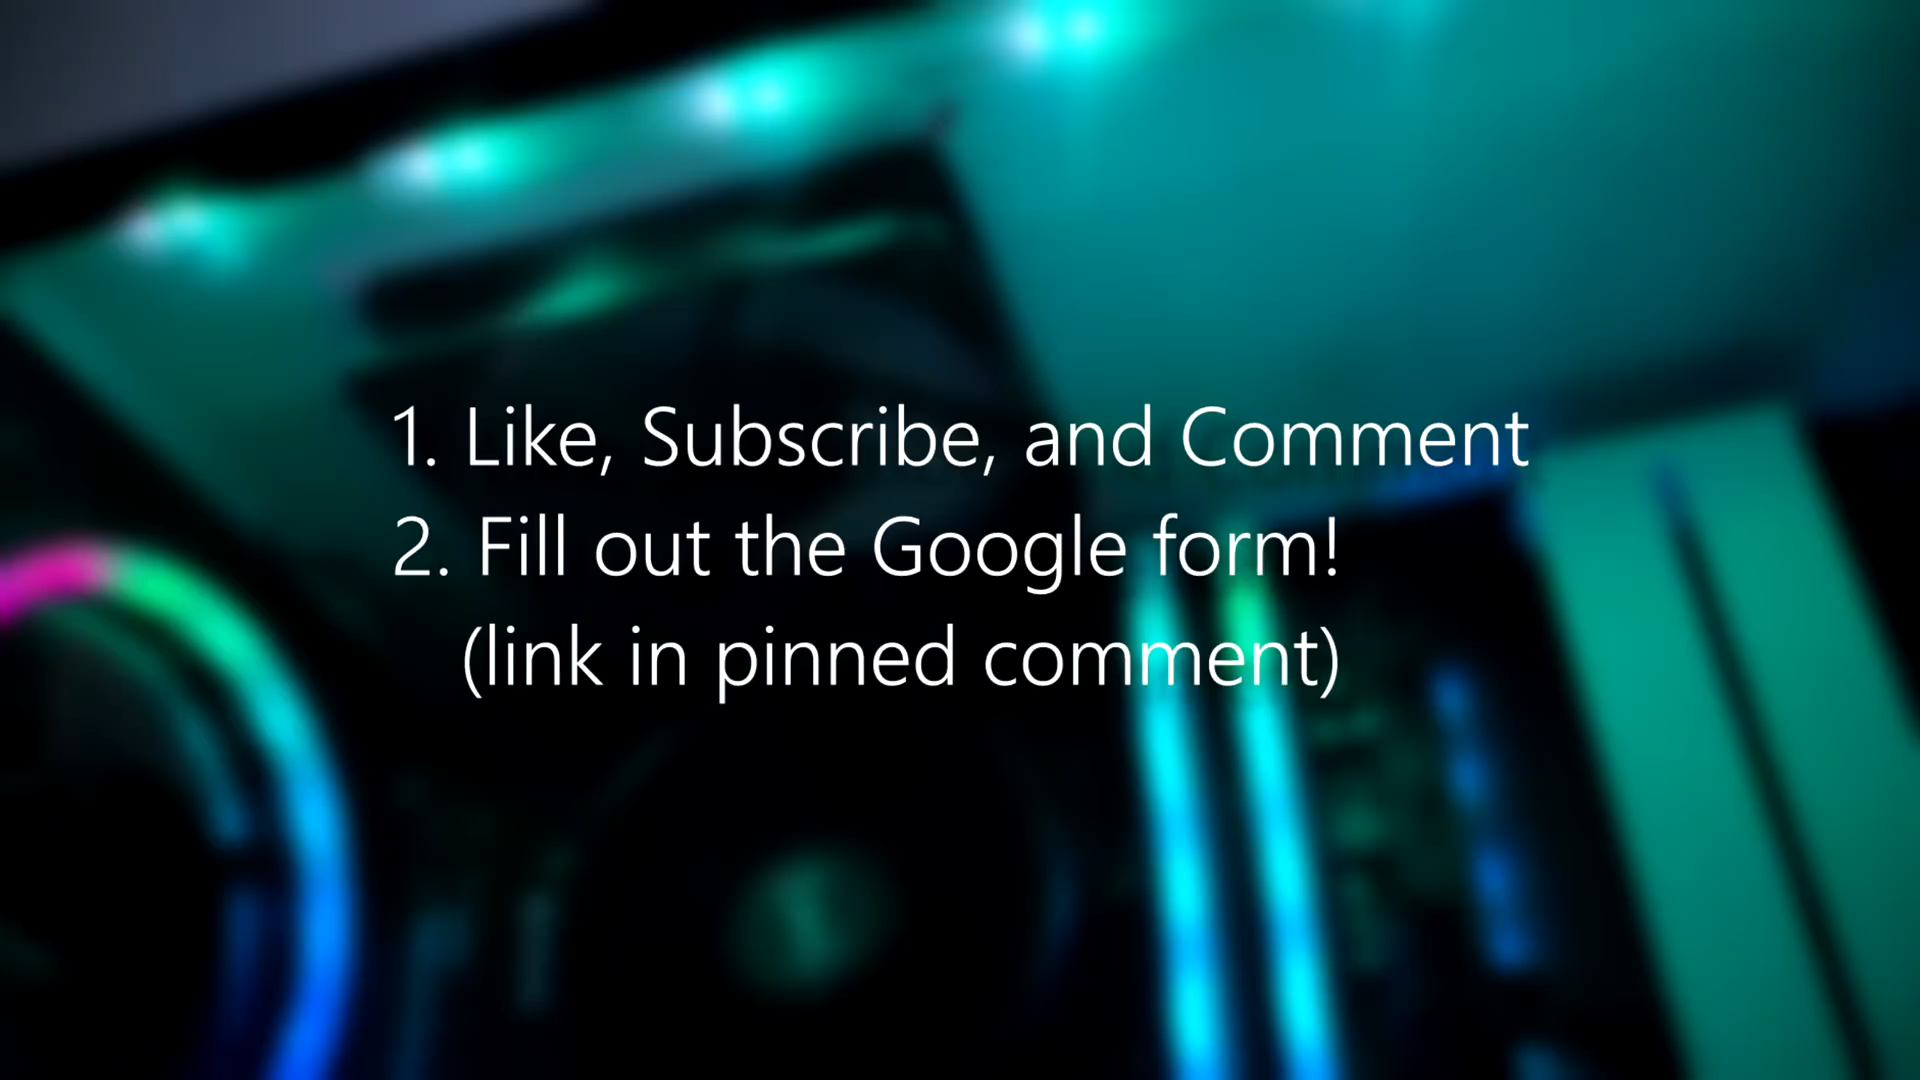 1. Like, Subscribe, and Comment
2. Fill out the Google form!
(link in pinned comment)